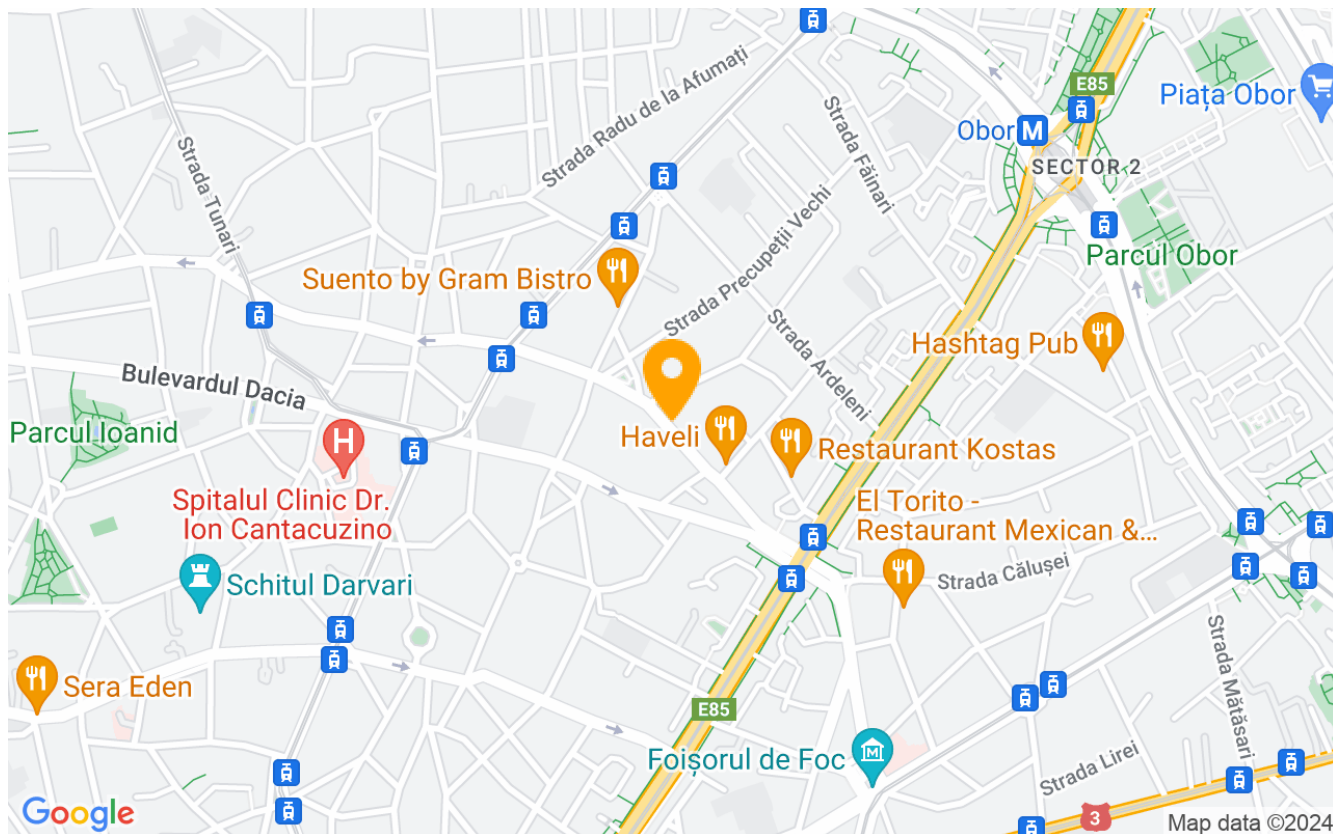 Strada Radu de la Afumați
E85
Piața Obor
Obor
M
SECTOR 2
Strada Tunari
Strada Făinari
Strada Precupeții Vechi
Parcul Obor
Suento by Gram Bistro
Strada Ardeleni
Hashtag Pub
Bulevardul Dacia
Parcul Ioanid
H
Haveli
Restaurant Kostas
Spitalul Clinic Dr.
Ion Cantacuzino
El Torito -
Restaurant Mexican &...
Schitul Darvari
Strada Călușei
Strada Mătăsari
Sera Eden
E85
Foișorul de Foc
M
Strada Lirei
3
Google
Map data ©2024